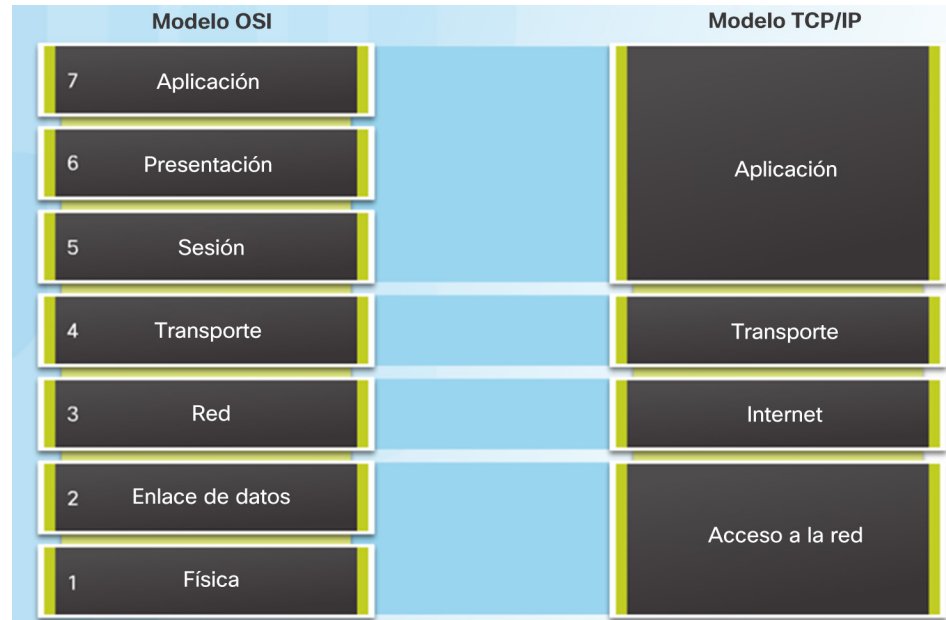 Modelo OSI
Modelo TCP/IP
7 Aplicación
6 Presentación
5 Sesión
Aplicación
4 Transporte
Transporte
3 Red
Internet
2 Enlace de datos
1 Física
Acceso a la red